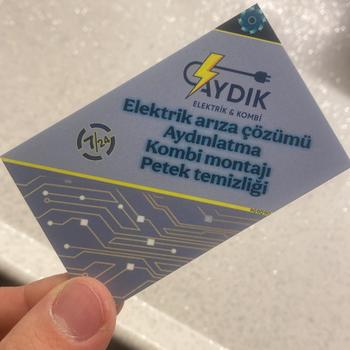 AYDIK
ELEKTRİK & KOMBİ
Elektrik arıza çözümü
Aydınlatma
Kombi montajı
Petek temizliği
7/24